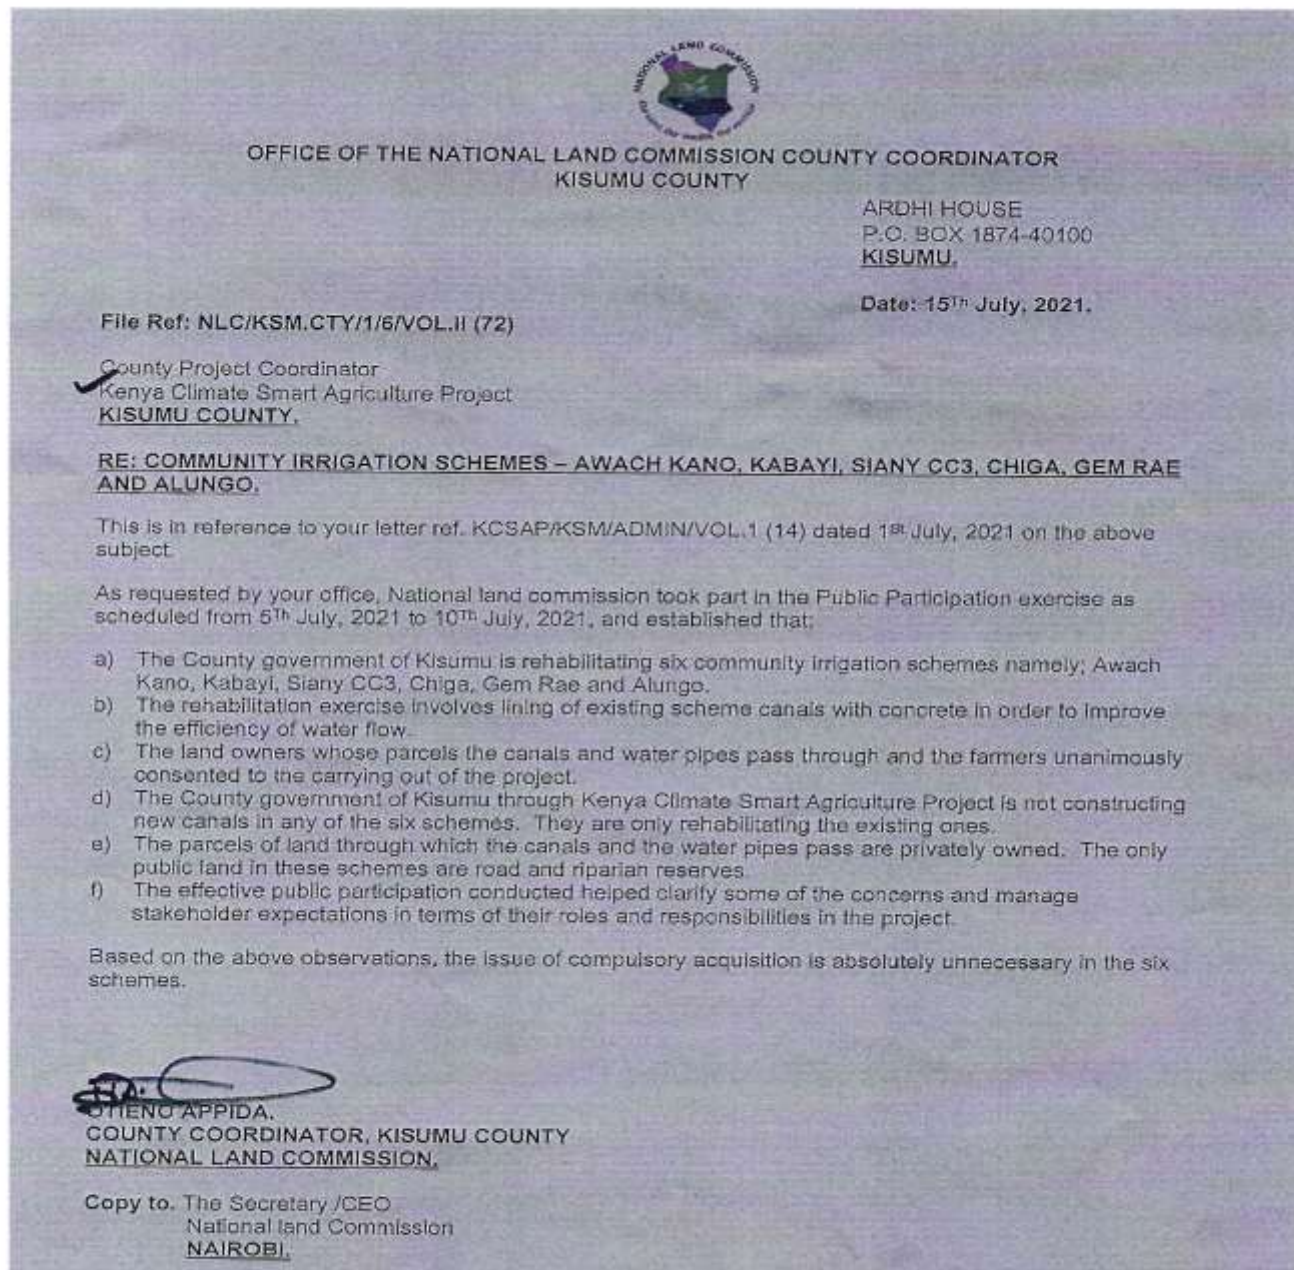 NATIONAL LAND COMMISSION
OFFICE OF THE NATIONAL LAND COMMISSION COUNTY COORDINATOR
KISUMU COUNTY
ARDHI HOUSE
P.O. BOX 1874-40100
KISUMU.
Date: 15Th July, 2021.
File Ref: NLC/KSM.CTY/1/6/VOL.II (72)
County Project Coordinator
Kenya Climate Smart Agriculture Project
KISUMU COUNTY.
RE: COMMUNITY IRRIGATION SCHEMES – AWACH KANO, KABAYI, SIANY CC3, CHIGA, GEM RAE
AND ALUNGO.
This is in reference to your letter ref. KCSAP/KSM/ADMIN/VOL.1 (14) dated 1st July, 2021 on the above
subject.
As requested by your office, National land commission took part in the Public Participation exercise as
scheduled from 5Th July, 2021 to 10Th July, 2021, and established that;
a) The County government of Kisumu is rehabilitating six community irrigation schemes namely; Awach
Kano, Kabayi, Siany CC3, Chiga, Gem Rae and Alungo.
b) The rehabilitation exercise involves lining of existing scheme canals with concrete in order to improve
the efficiency of water flow.
c) The land owners whose parcels the canals and water pipes pass through and the farmers unanimously
consented to the carrying out of the project.
d) The County government of Kisumu through Kenya Climate Smart Agriculture Project is not constructing
new canals in any of the six schemes. They are only rehabilitating the existing ones.
e) The parcels of land through which the canals and the water pipes pass are privately owned. The only
public land in these schemes are road and riparian reserves.
f) The effective public participation conducted helped clarify some of the concerns and manage
stakeholder expectations in terms of their roles and responsibilities in the project.
Based on the above observations, the issue of compulsory acquisition is absolutely unnecessary in the six
schemes.
OTIENO APPIDA.
COUNTY COORDINATOR, KISUMU COUNTY
NATIONAL LAND COMMISSION.
Copy to. The Secretary /CEO
National land Commission
NAIROBI.